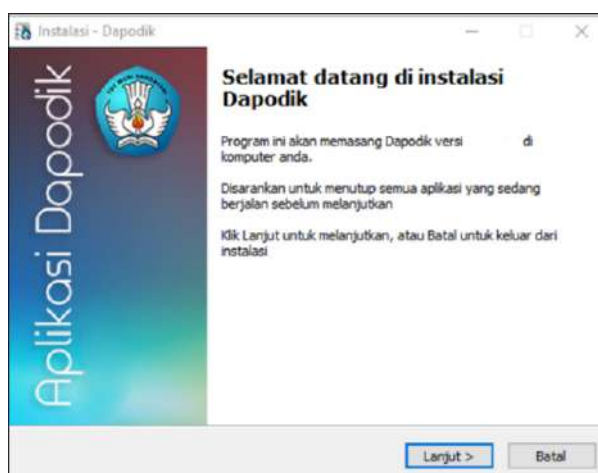 Instalasi - Dapodik
Aplikasi Dapodik
Selamat datang di instalasi
Dapodik
Program ini akan memasang Dapodik versi di
komputer anda.
Disarankan untuk menutup semua aplikasi yang sedang
berjalan sebelum melanjutkan
Klik Lanjut untuk melanjutkan, atau Batal untuk keluar dari
instalasi
Lanjut >
Batal